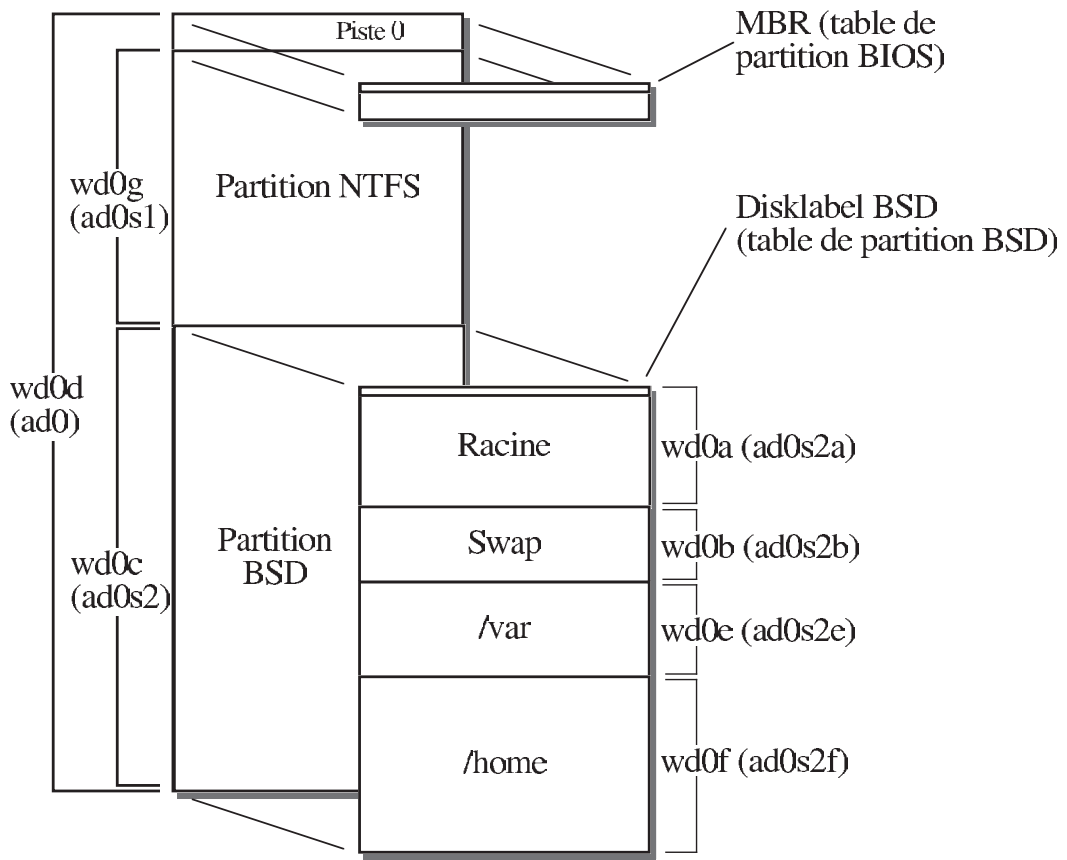 Piste 0
MBR (table de
partition BIOS)
wd0g
(ad0s1)
Partition NTFS
Disklabel BSD
(table de partition BSD)
wd0d
(ad0)
Racine
wd0a (ad0s2a)
Partition
BSD
Swap
wd0b (ad0s2b)
wd0c
(ad0s2)
/var
wd0e (ad0s2e)
/home
wd0f (ad0s2f)